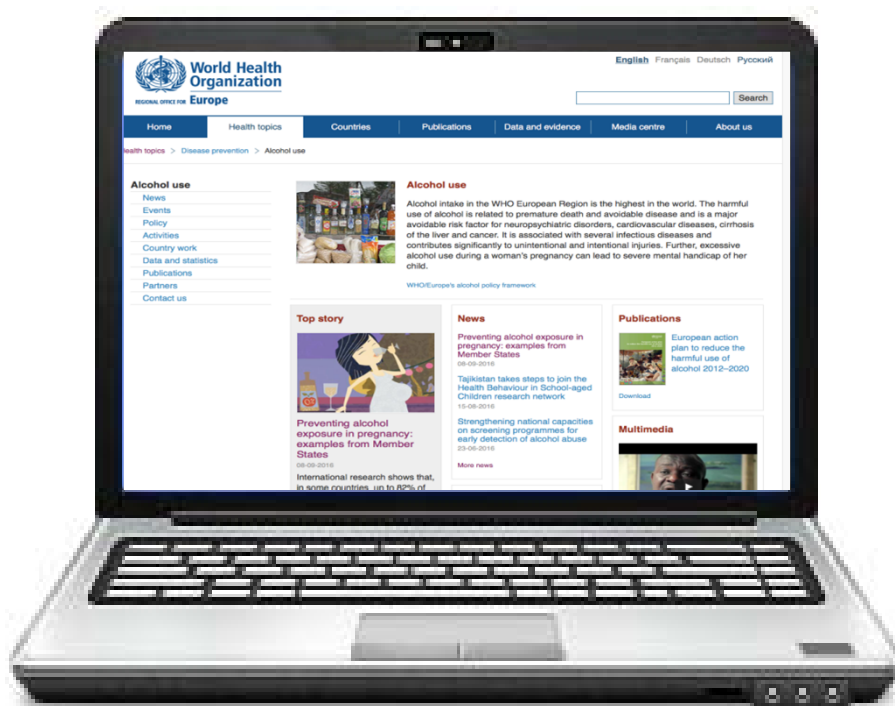 World Health
Organization
REGIONAL OFFICE FOR Europe
English Français Deutsch Русский
Search
Home Health topics Countries Publications Data and evidence Media centre About us
ealth topics > Disease prevention > Alcohol use
Alcohol use
News
Events
Policy
Activities
Country work
Data and statistics
Publications
Partners
Contact us
Alcohol use
Alcohol intake in the WHO European Region is the highest in the world. The harmful
use of alcohol is related to premature death and avoidable disease and is a major
avoidable risk factor for neuropsychiatric disorders, cardiovascular diseases, cirrhosis
of the liver and cancer. It is associated with several infectious diseases and
contributes significantly to unintentional and intentional injuries. Further, excessive
alcohol use during a woman's pregnancy can lead to severe mental handicap of her
child.
WHO/Europe's alcohol policy framework
Top story
Preventing alcohol
exposure in pregnancy:
examples from Member
States
08-09-2016
International research shows that,
in some countries, up to 82% of
News
Preventing alcohol exposure in
pregnancy: examples from
Member States
08-09-2016
Tajikistan takes steps to join the
Health Behaviour in School-aged
Children research network
15-08-2016
Strengthening national capacities
on screening programmes for
early detection of alcohol abuse
23-06-2016
More news
Publications
European action
plan to reduce the
harmful use of
alcohol 2012–2020
Download
Multimedia